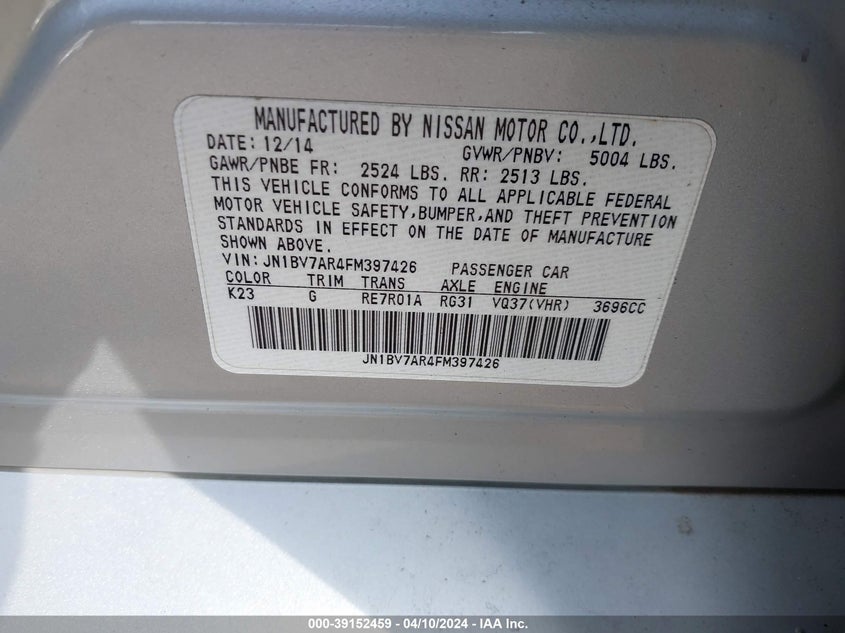 MANUFACTURED BY NISSAN MOTOR CO.,LTD.
DATE: 12/14 GVWR/PNBV: 5004 LBS.
GAWR/PNBE FR: 2524 LBS. RR: 2513 LBS.
THIS VEHICLE CONFORMS TO ALL APPLICABLE FEDERAL
MOTOR VEHICLE SAFETY,BUMPER,AND THEFT PREVENTION
STANDARDS IN EFFECT ON THE DATE OF MANUFACTURE
SHOWN ABOVE.
VIN: JN1BV7AR4FM397426 PASSENGER CAR
COLOR TRIM TRANS AXLE ENGINE
K23 G RE7R01A RG31 VQ37(VHR) 3696CC
JN1BV7AR4FM397426
000-39152459 - 04/10/2024 - IAA Inc.